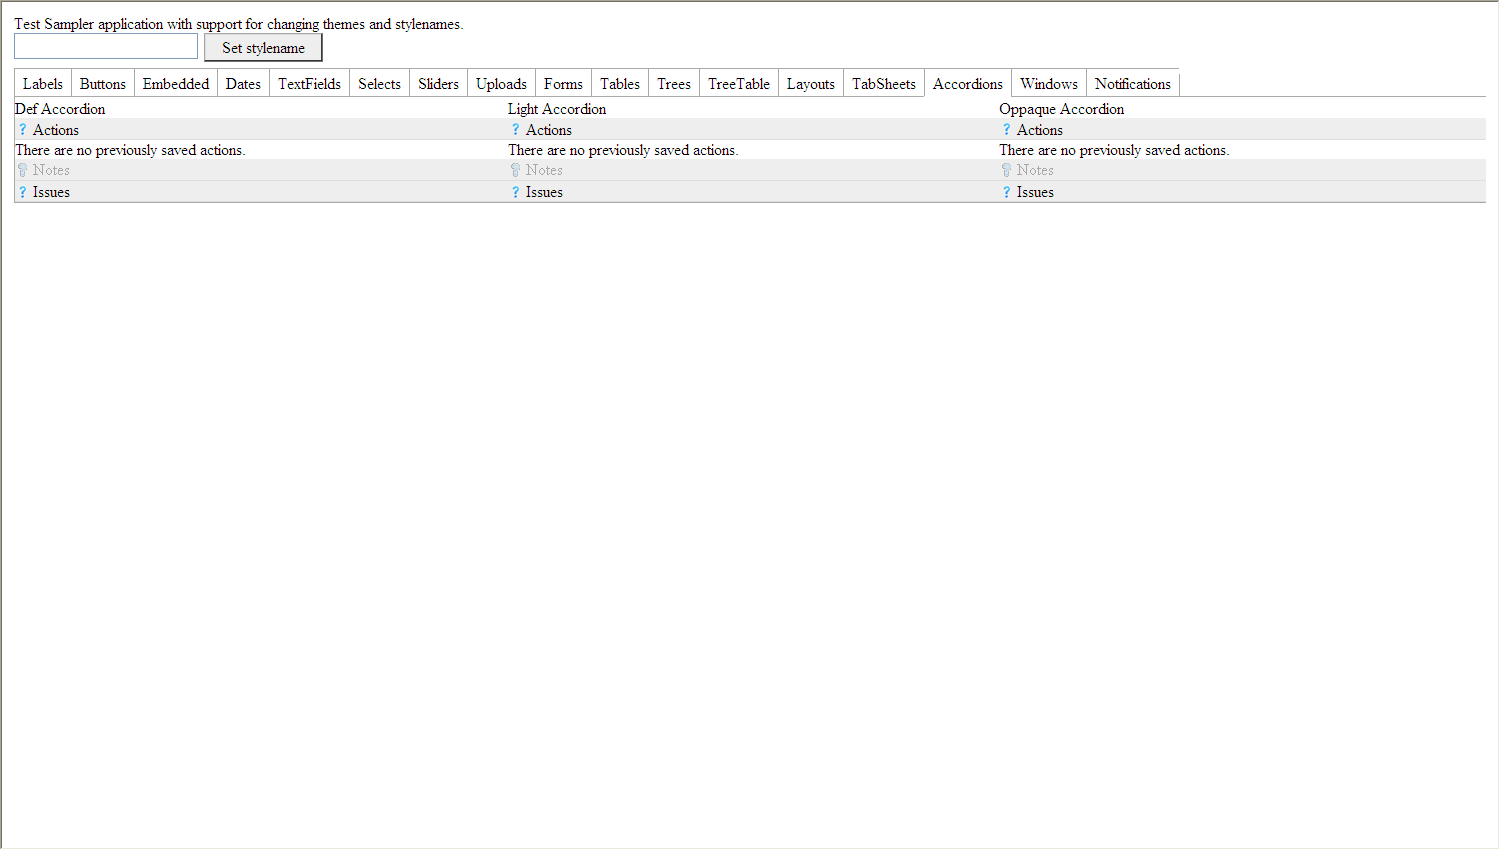 Test Sampler application with support for changing themes and stylenames.
Set stylename
Labels Buttons Embedded Dates TextFields Selects Sliders Uploads Forms Tables Trees TreeTable Layouts TabSheets Accordions Windows Notifications
Def Accordion Light Accordion Oppaque Accordion
? Actions ? Actions ? Actions
There are no previously saved actions. There are no previously saved actions. There are no previously saved actions.
Notes Notes Notes
? Issues ? Issues ? Issues